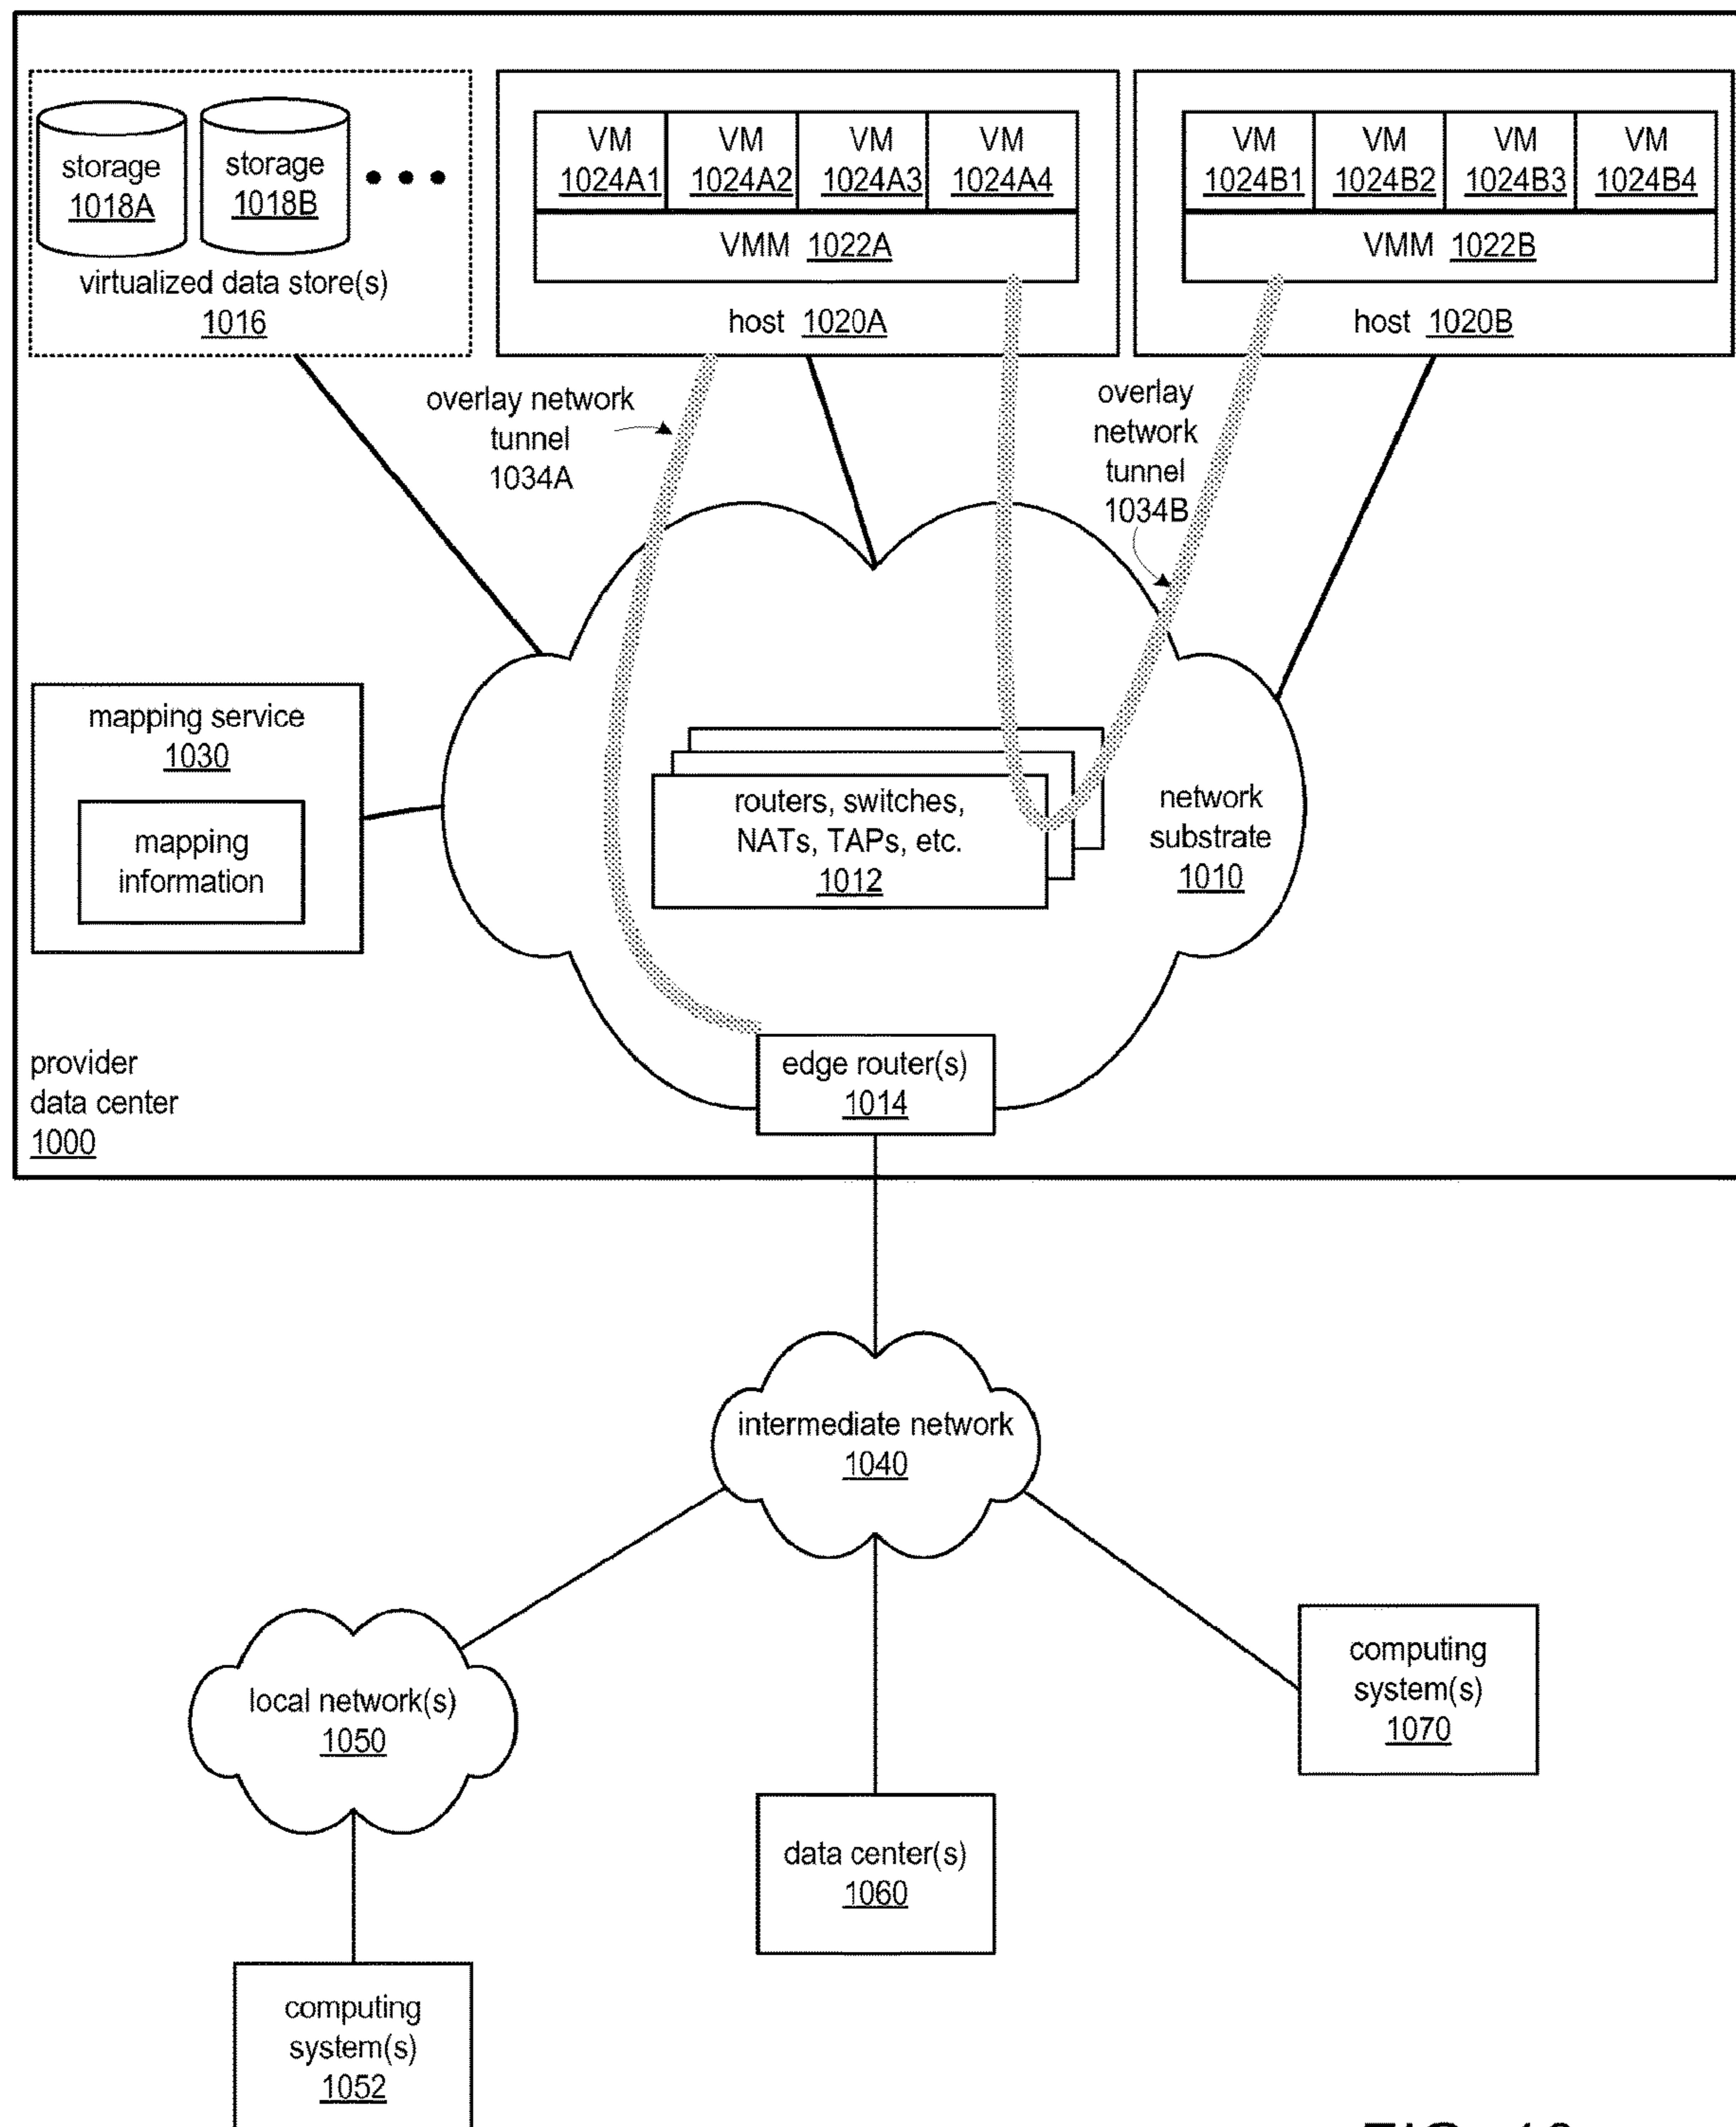 storage
1018A
storage
1018B
virtualized data store(s)
1016
VM
1024A1
VM
1024A2
VM
1024A3
VM
1024A4
VMM 1022A
host 1020A
VM
1024B1
VM
1024B2
VM
1024B3
VM
1024B4
VMM 1022B
host 1020B
overlay network
tunnel
1034A
overlay
network
tunnel
1034B
mapping service
1030
mapping
information
routers, switches,
NATs, TAPs, etc.
1012
network
substrate
1010
provider
data center
1000
edge router(s)
1014
intermediate network
1040
local network(s)
1050
computing
system(s)
1070
data center(s)
1060
computing
system(s)
1052